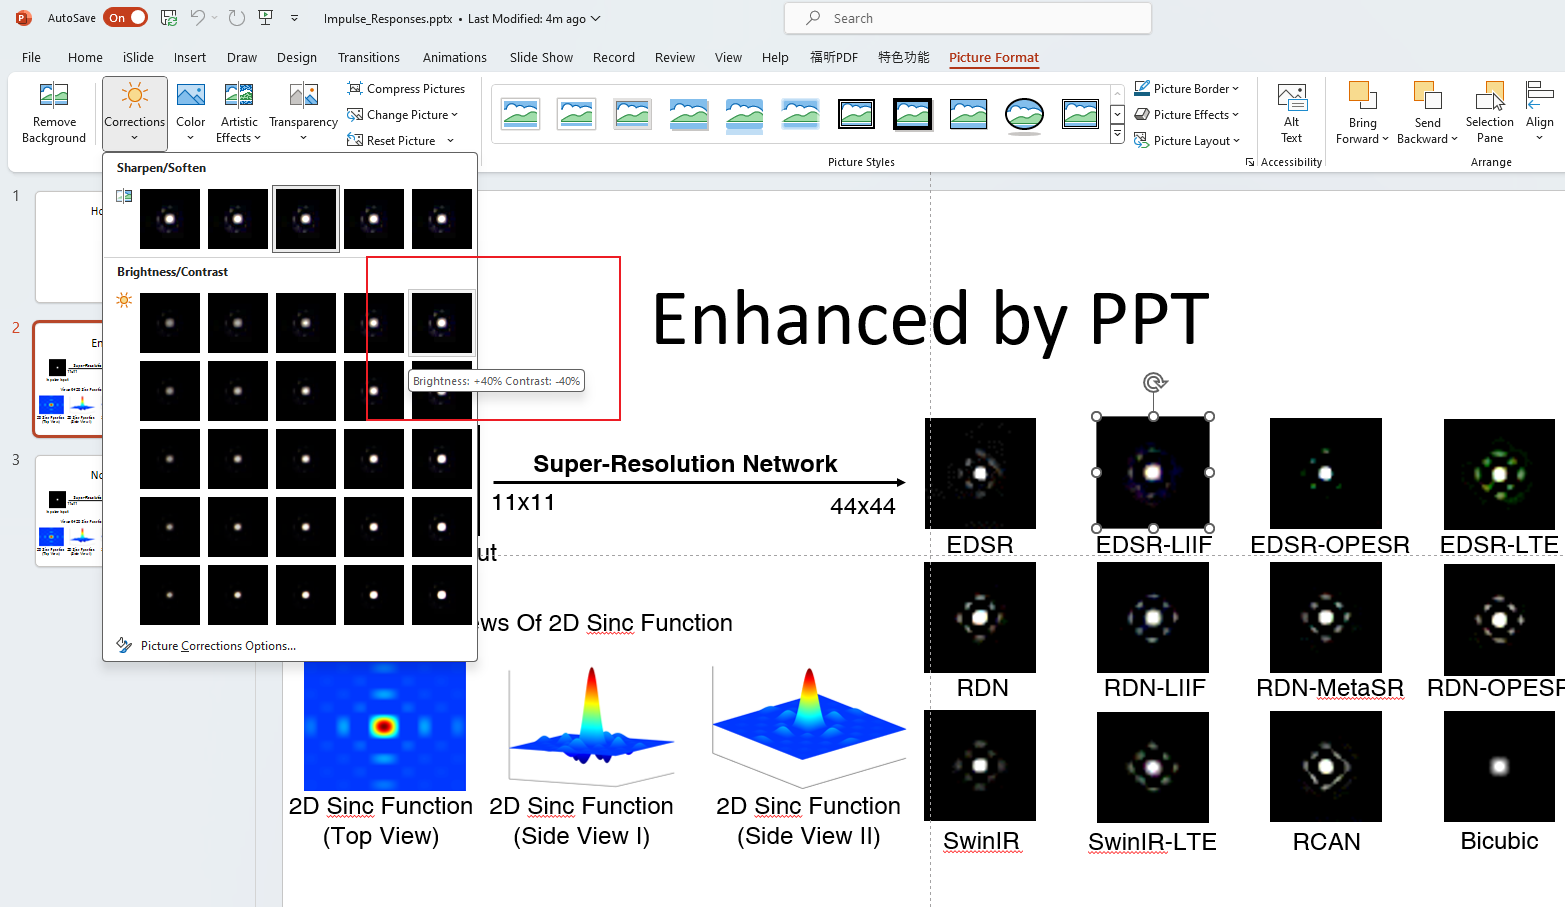 AutoSave On Impulse_Responses.pptx • Last Modified: 4m ago Search
File Home iSlide Insert Draw Design Transitions Animations Slide Show Record Review View Help 福昕PDF 特色功能 Picture Format
Remove Background
Corrections
Color
Artistic Effects
Transparency
Compress Pictures
Change Picture
Reset Picture
Picture Styles
Picture Border
Picture Effects
Picture Layout
Alt Text
Accessibility
Bring Forward
Send Backward
Selection Pane
Align
Arrange
Sharpen/Soften
Brightness/Contrast
Brightness: +40% Contrast: -40%
Picture Corrections Options...
1
2
3
Enhanced by PPT
Super-Resolution Network
11x11
44x44
ut
EDSR EDSR-LIIF EDSR-OPESR EDSR-LTE
ews Of 2D Sinc Function
RDN RDN-LIIF RDN-MetaSR RDN-OPESR
2D Sinc Function
(Top View)
2D Sinc Function
(Side View I)
2D Sinc Function
(Side View II)
SwinIR SwinIR-LTE RCAN Bicubic